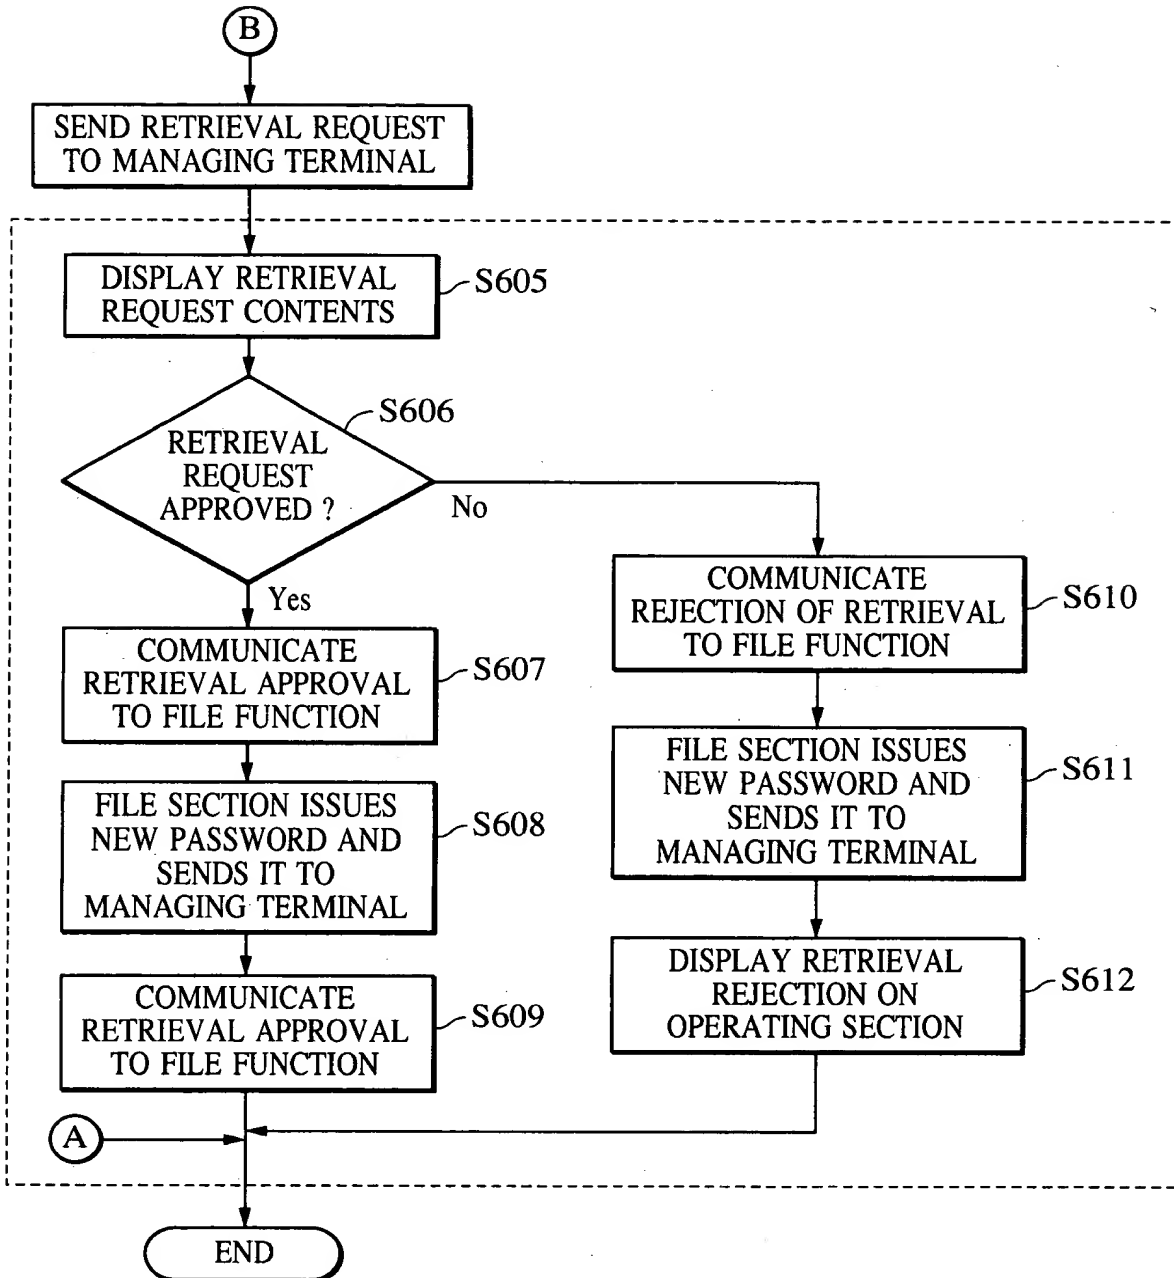 B
SEND RETRIEVAL REQUEST
TO MANAGING TERMINAL
DISPLAY RETRIEVAL
REQUEST CONTENTS
S605
S606
RETRIEVAL
REQUEST
APPROVED ?
No
Yes
COMMUNICATE
RETRIEVAL APPROVAL
TO FILE FUNCTION
S607
FILE SECTION ISSUES
NEW PASSWORD AND
SENDS IT TO
MANAGING TERMINAL
S608
COMMUNICATE
RETRIEVAL APPROVAL
TO FILE FUNCTION
S609
COMMUNICATE
REJECTION OF RETRIEVAL
TO FILE FUNCTION
S610
FILE SECTION ISSUES
NEW PASSWORD AND
SENDS IT TO
MANAGING TERMINAL
S611
DISPLAY RETRIEVAL
REJECTION ON
OPERATING SECTION
S612
A
END